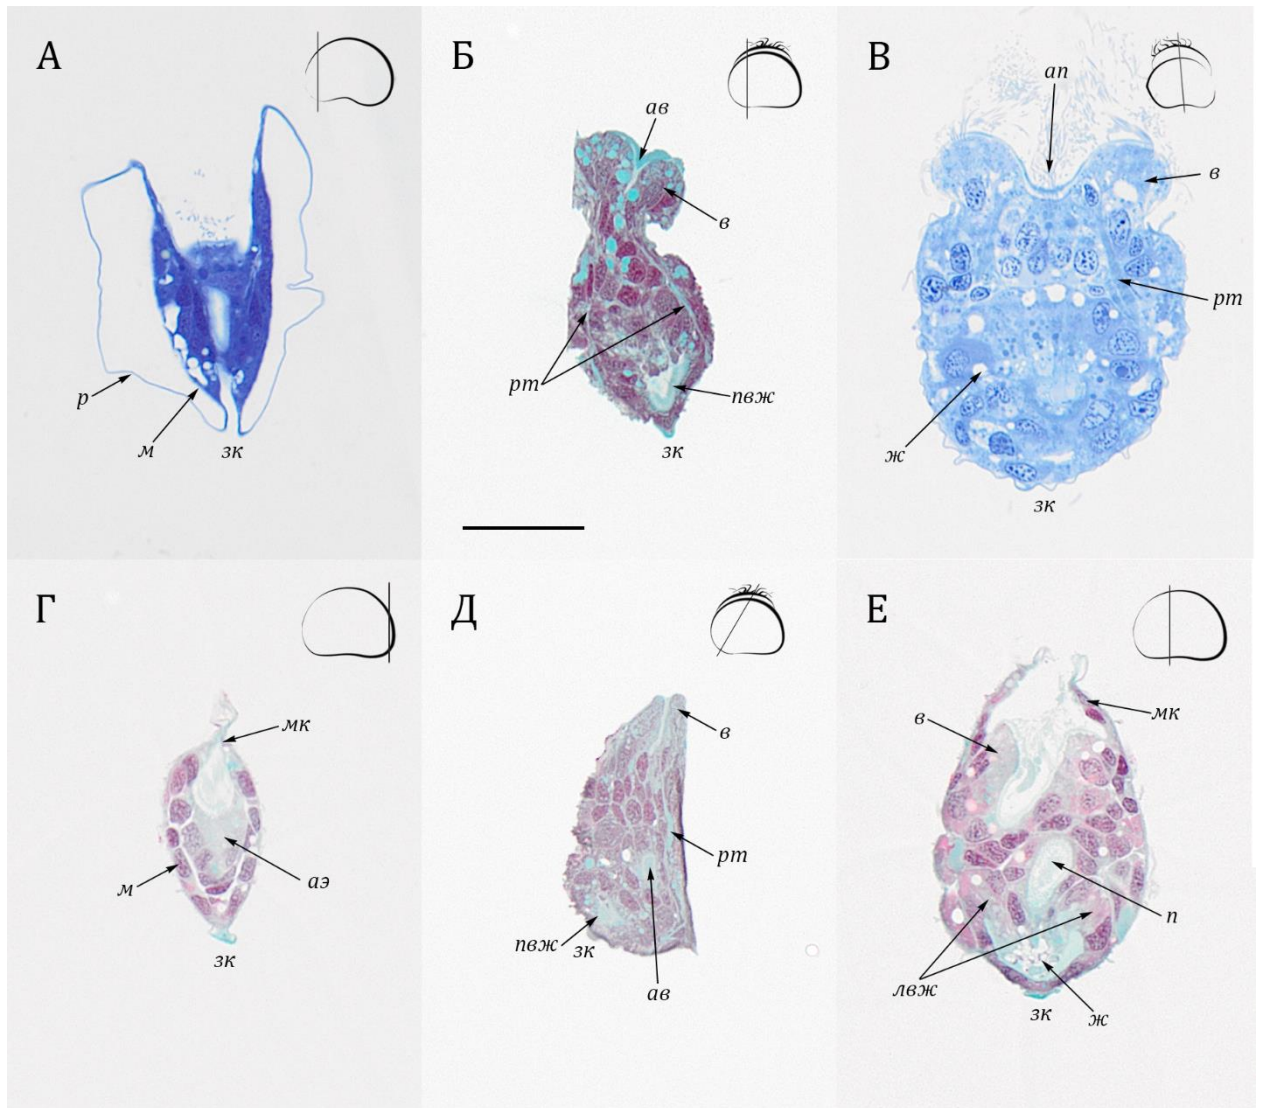 А
р
м
зк
Б
ав
в
рт
пвж
зк
В
ап
в
рт
ж
зк
Г
мк
м
аэ
зк
Д
в
рт
пвж
зк
ав
Е
в
мк
п
лвж
зк
ж